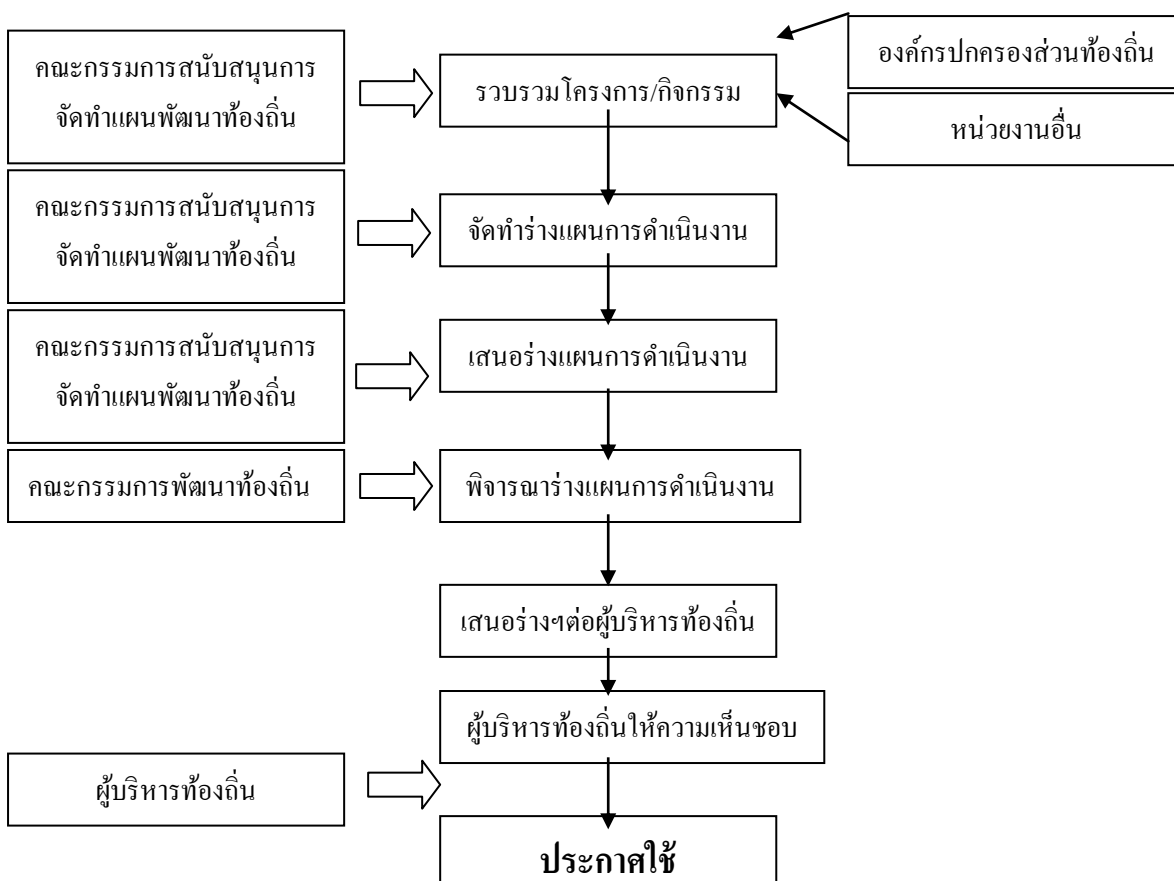 คณะกรรมการสนับสนุนการ
จัดทำแผนพัฒนาท้องถิ่น
รวบรวมโครงการ/กิจกรรม
องค์กรปกครองส่วนท้องถิ่น
หน่วยงานอื่น
คณะกรรมการสนับสนุนการ
จัดทำแผนพัฒนาท้องถิ่น
จัดทำร่างแผนการดำเนินงาน
คณะกรรมการสนับสนุนการ
จัดทำแผนพัฒนาท้องถิ่น
เสนอร่างแผนการดำเนินงาน
คณะกรรมการพัฒนาท้องถิ่น
พิจารณาร่างแผนการดำเนินงาน
เสนอร่างฯต่อผู้บริหารท้องถิ่น
ผู้บริหารท้องถิ่นให้ความเห็นชอบ
ผู้บริหารท้องถิ่น
ประกาศใช้